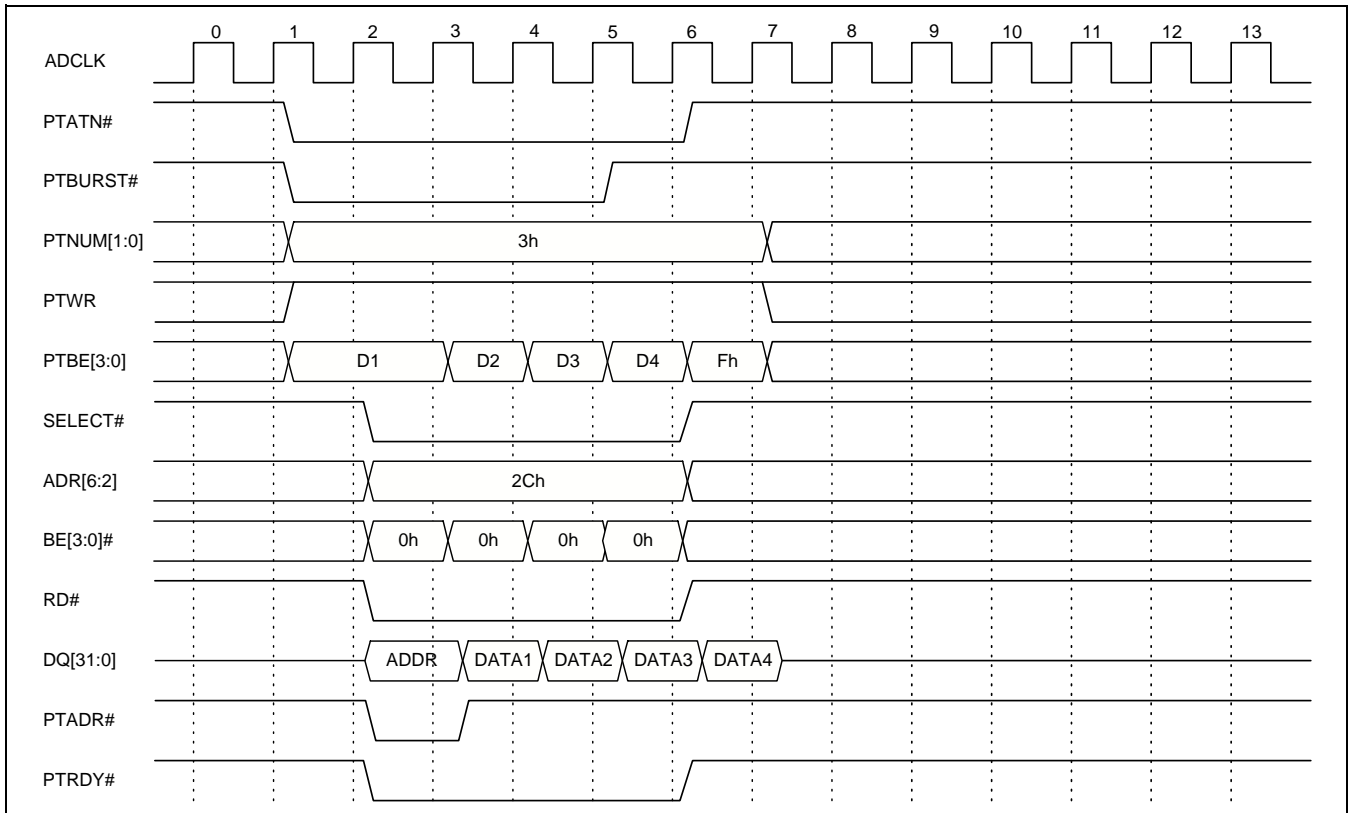 0 1 2 3 4 5 6 7 8 9 10 11 12 13
ADCLK
PTATN#
PTBURST#
PTNUM[1:0] 3h
PTWR
PTBE[3:0] D1 D2 D3 D4 Fh
SELECT#
ADR[6:2] 2Ch
BE[3:0]# 0h 0h 0h 0h
RD#
DQ[31:0] ADDR DATA1 DATA2 DATA3 DATA4
PTADR#
PTRDY#